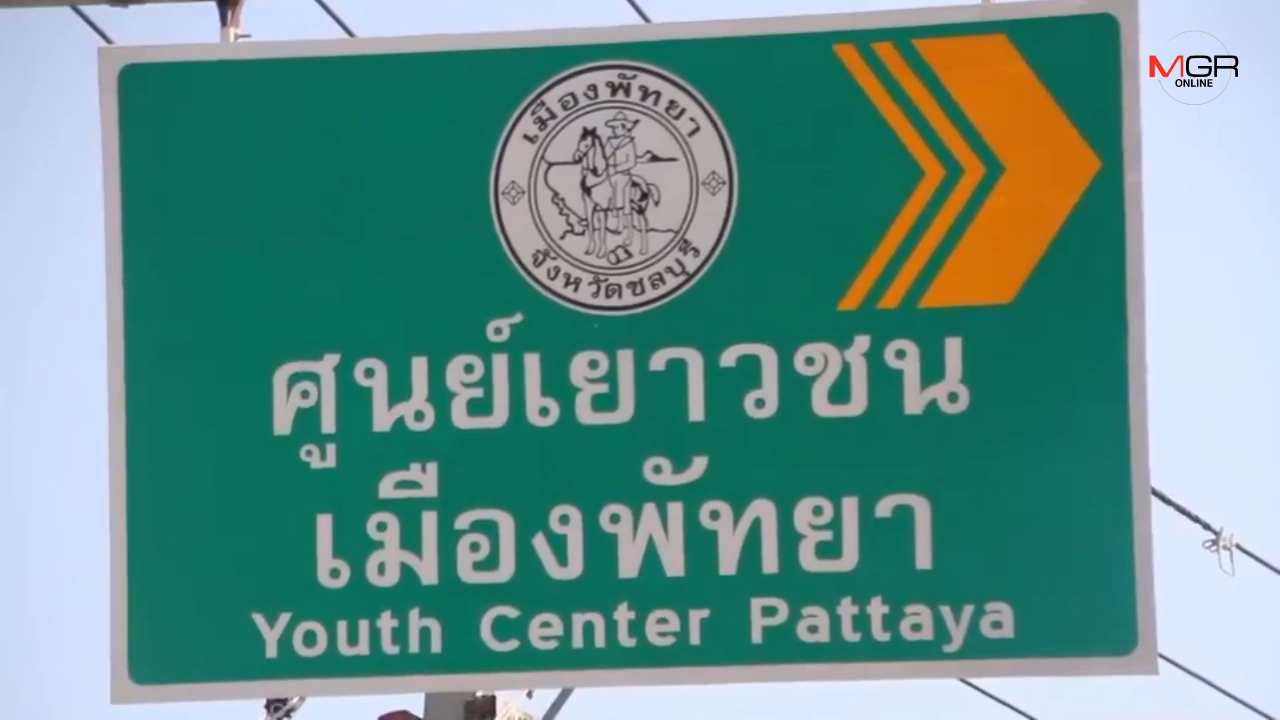 MGR
ONLINE
เมืองพัทยา
จังหวัดชลบุรี
ศูนย์เยาวชน
เมืองพัทยา
Youth Center Pattaya